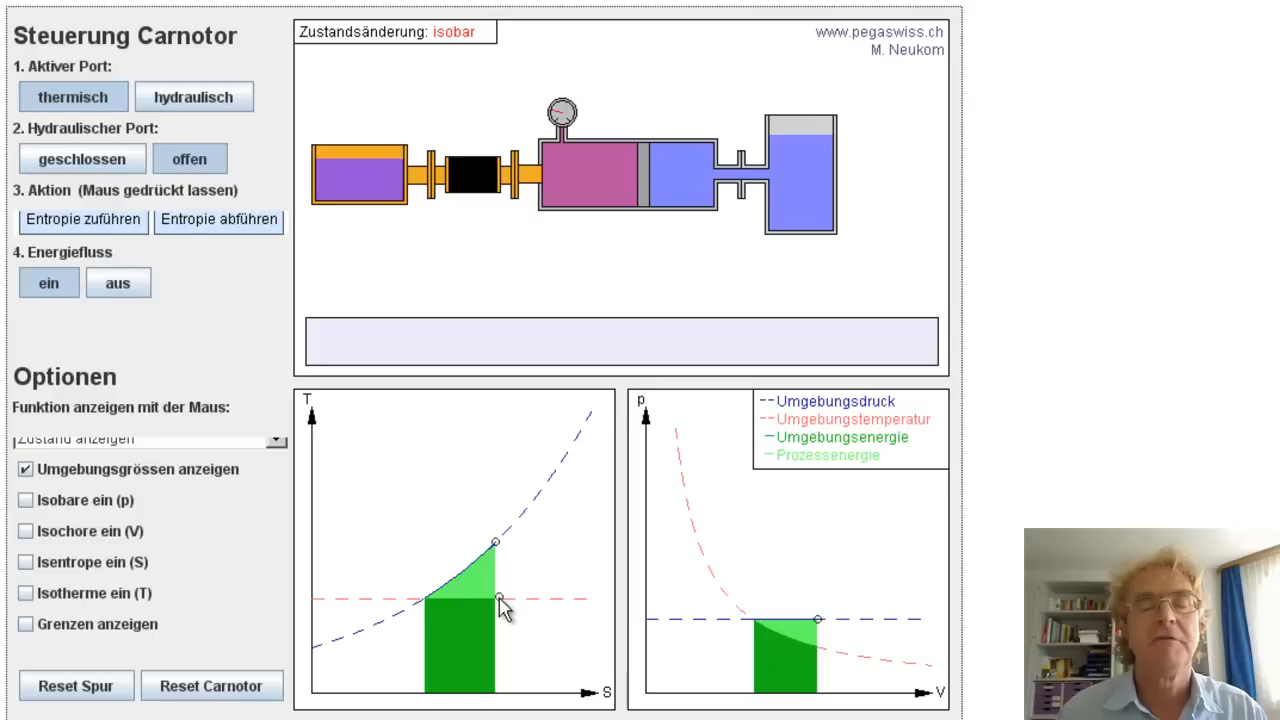 Steuerung Carnotor
1. Aktiver Port:
thermisch hydraulisch
2. Hydraulischer Port:
geschlossen offen
3. Aktion (Maus gedrückt lassen)
Entropie zuführen Entropie abführen
4. Energiefluss
ein aus
Optionen
Funktion anzeigen mit der Maus:
Zustand anzeigen
Umgebungsgrössen anzeigen
Isobare ein (p)
Isochore ein (V)
Isentrope ein (S)
Isotherme ein (T)
Grenzen anzeigen
Reset Spur Reset Carnotor
Zustandsänderung: isobar
www.pegaswiss.ch
M. Neukom
T
S
p
V
Umgebungsdruck
Umgebungstemperatur
Umgebungsenergie
Prozessenergie